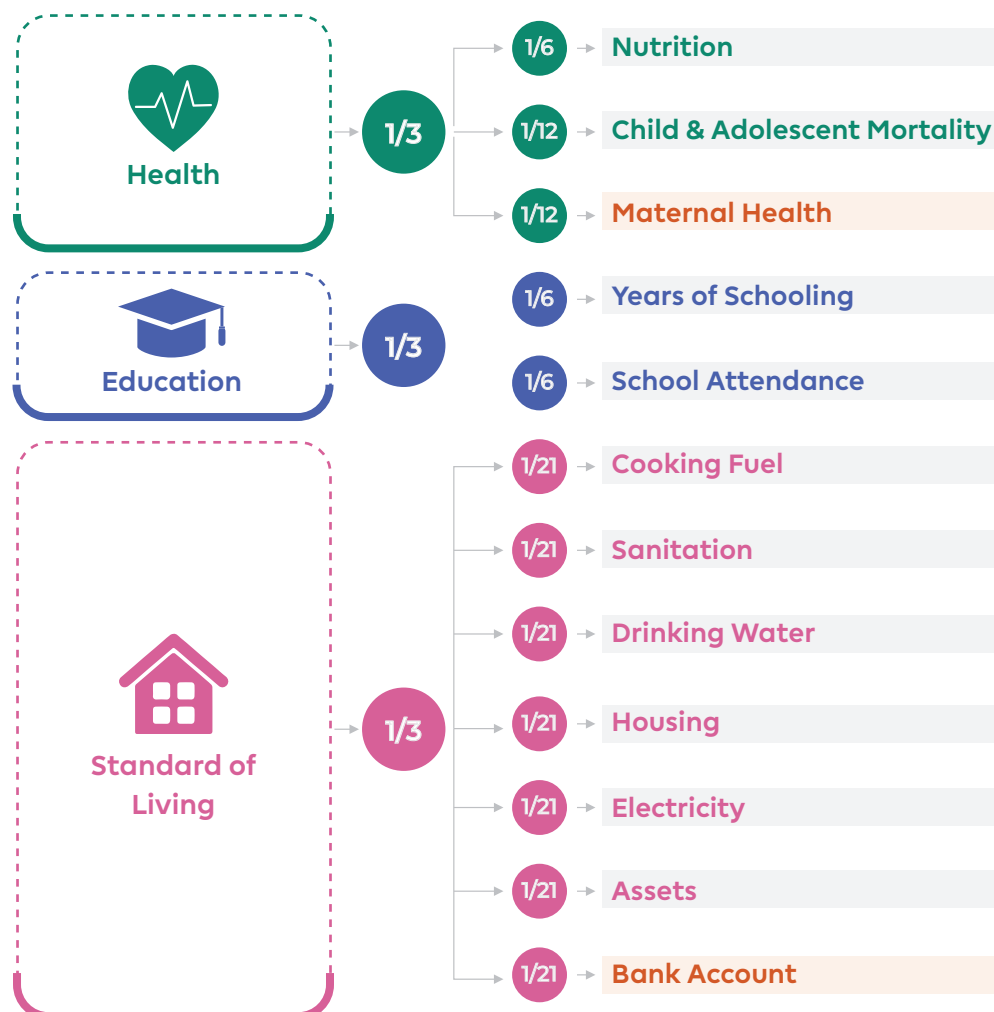 Health
1/3
1/6
Nutrition
1/12
Child & Adolescent Mortality
1/12
Maternal Health
Education
1/3
1/6
Years of Schooling
1/6
School Attendance
Standard of
Living
1/3
1/21
Cooking Fuel
1/21
Sanitation
1/21
Drinking Water
1/21
Housing
1/21
Electricity
1/21
Assets
1/21
Bank Account